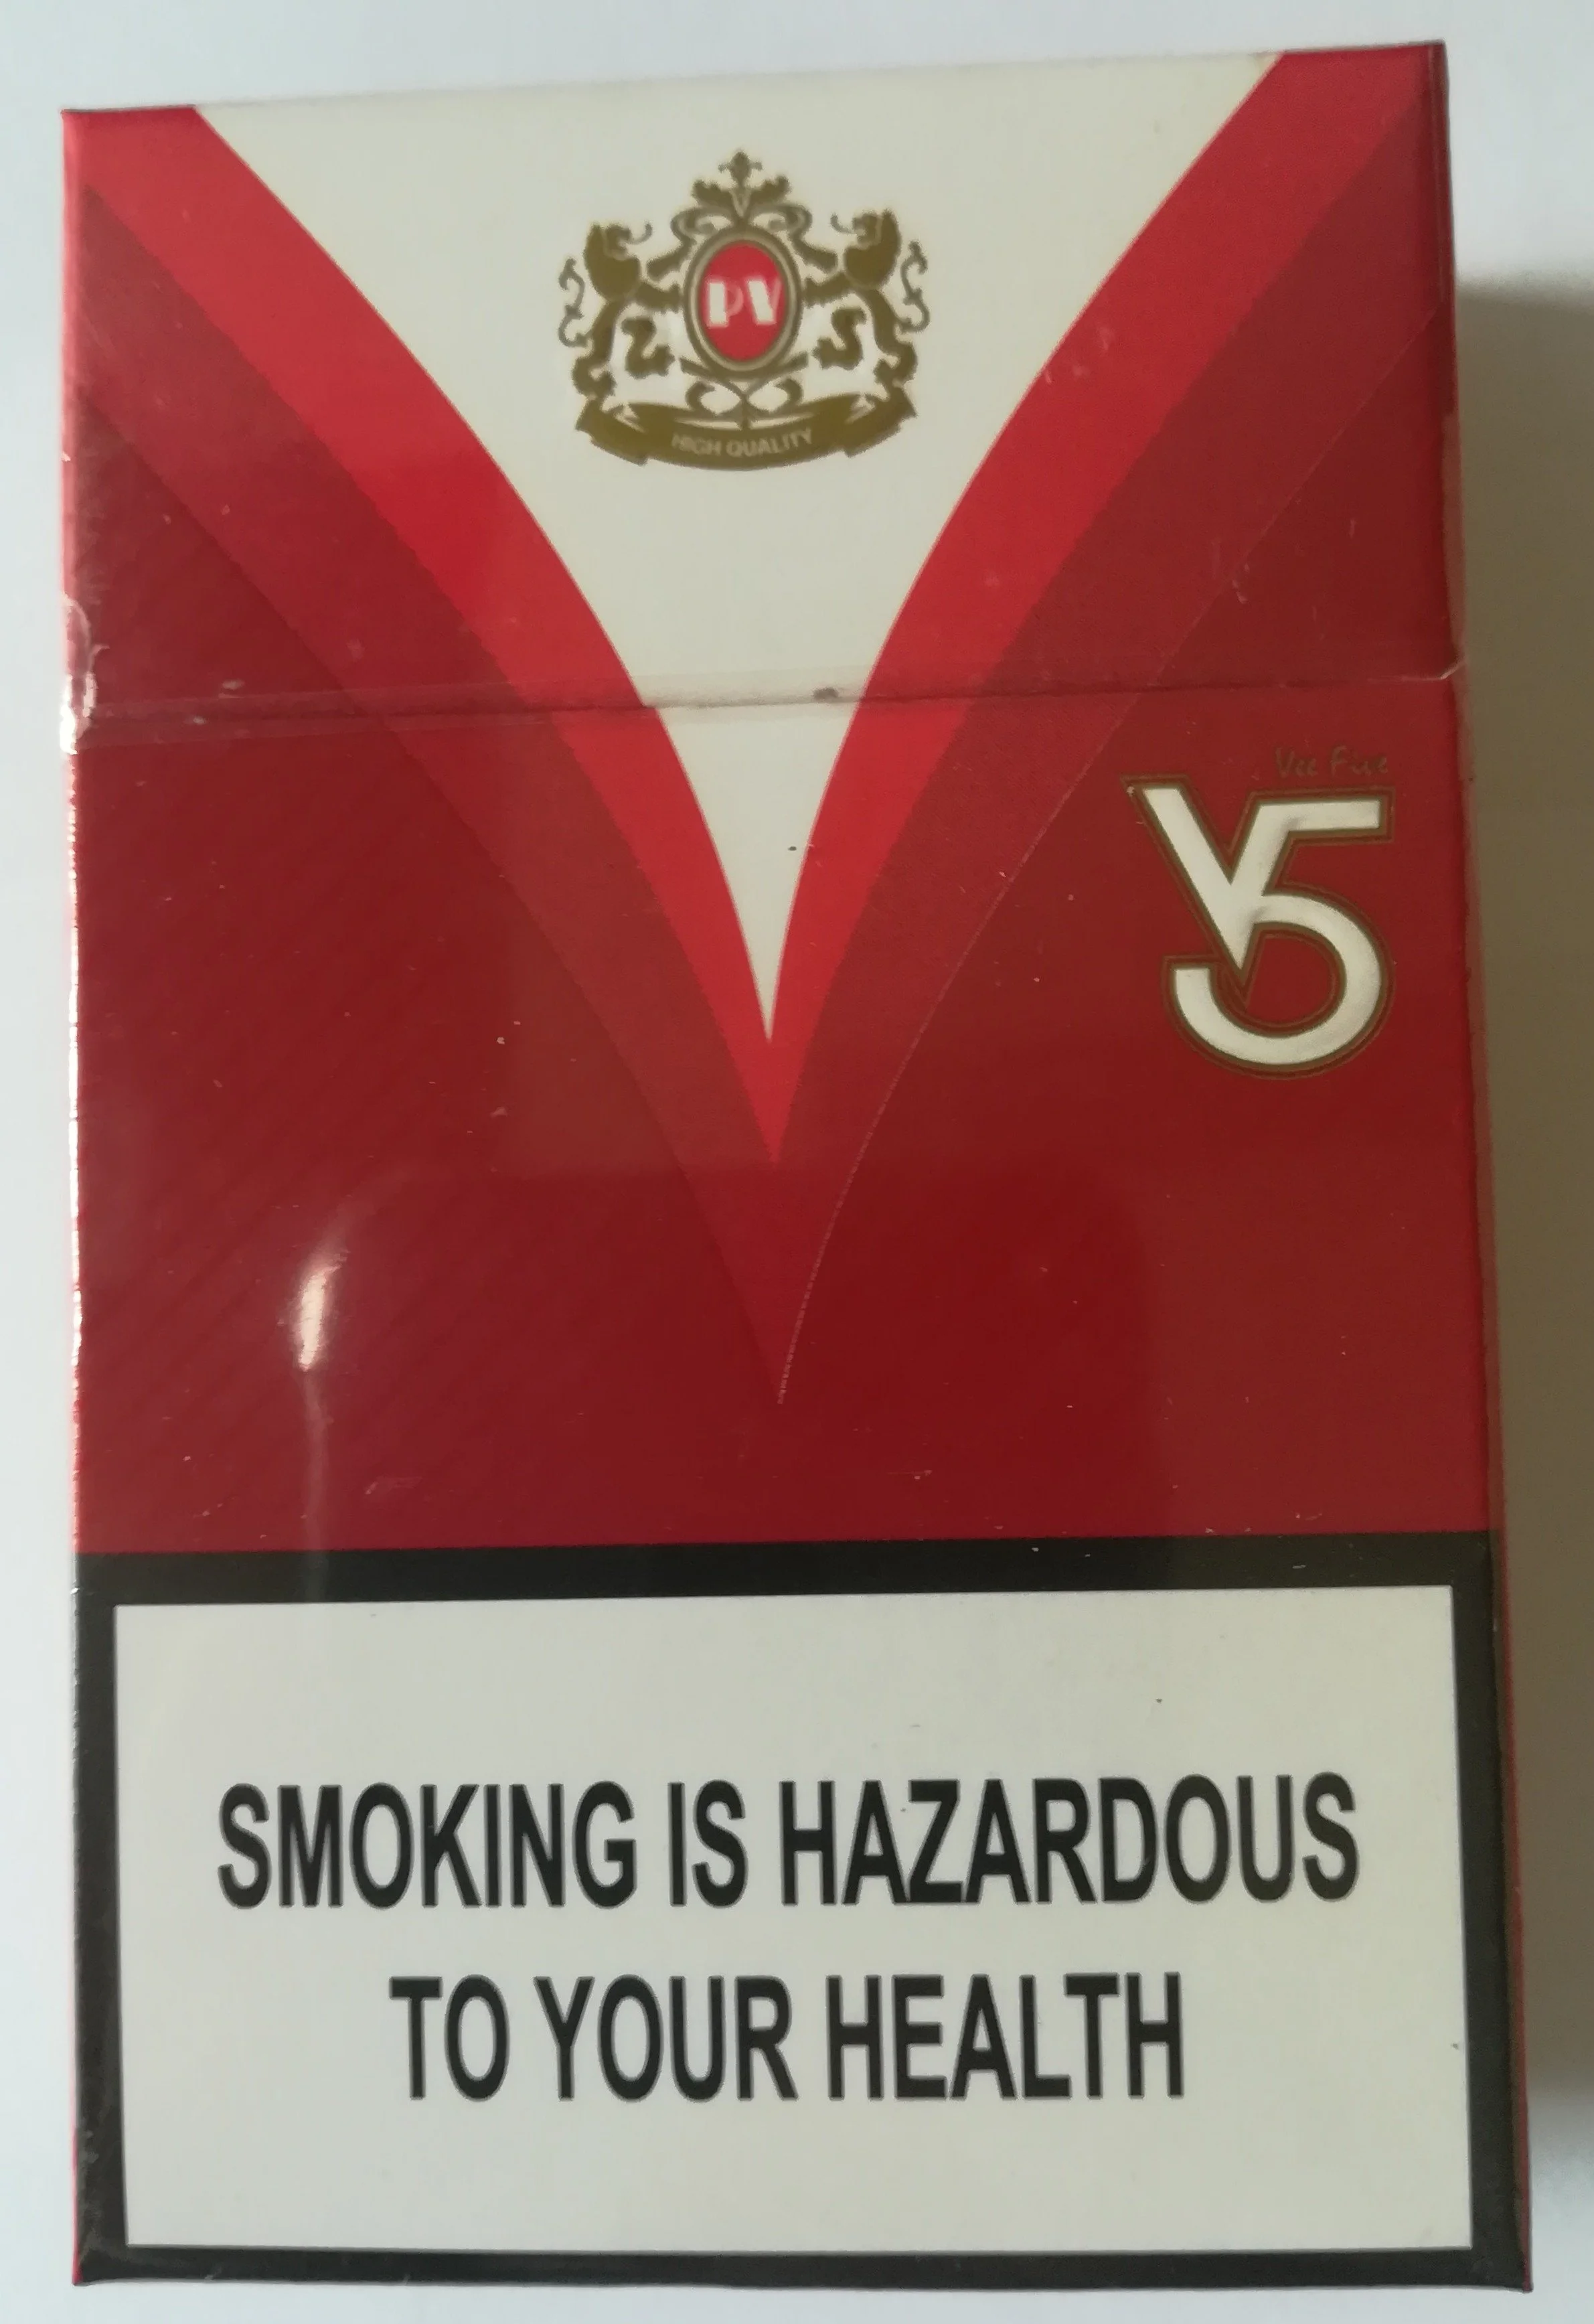 PV
HIGH QUALITY
Vee Five
V5
SMOKING IS HAZARDOUS
TO YOUR HEALTH